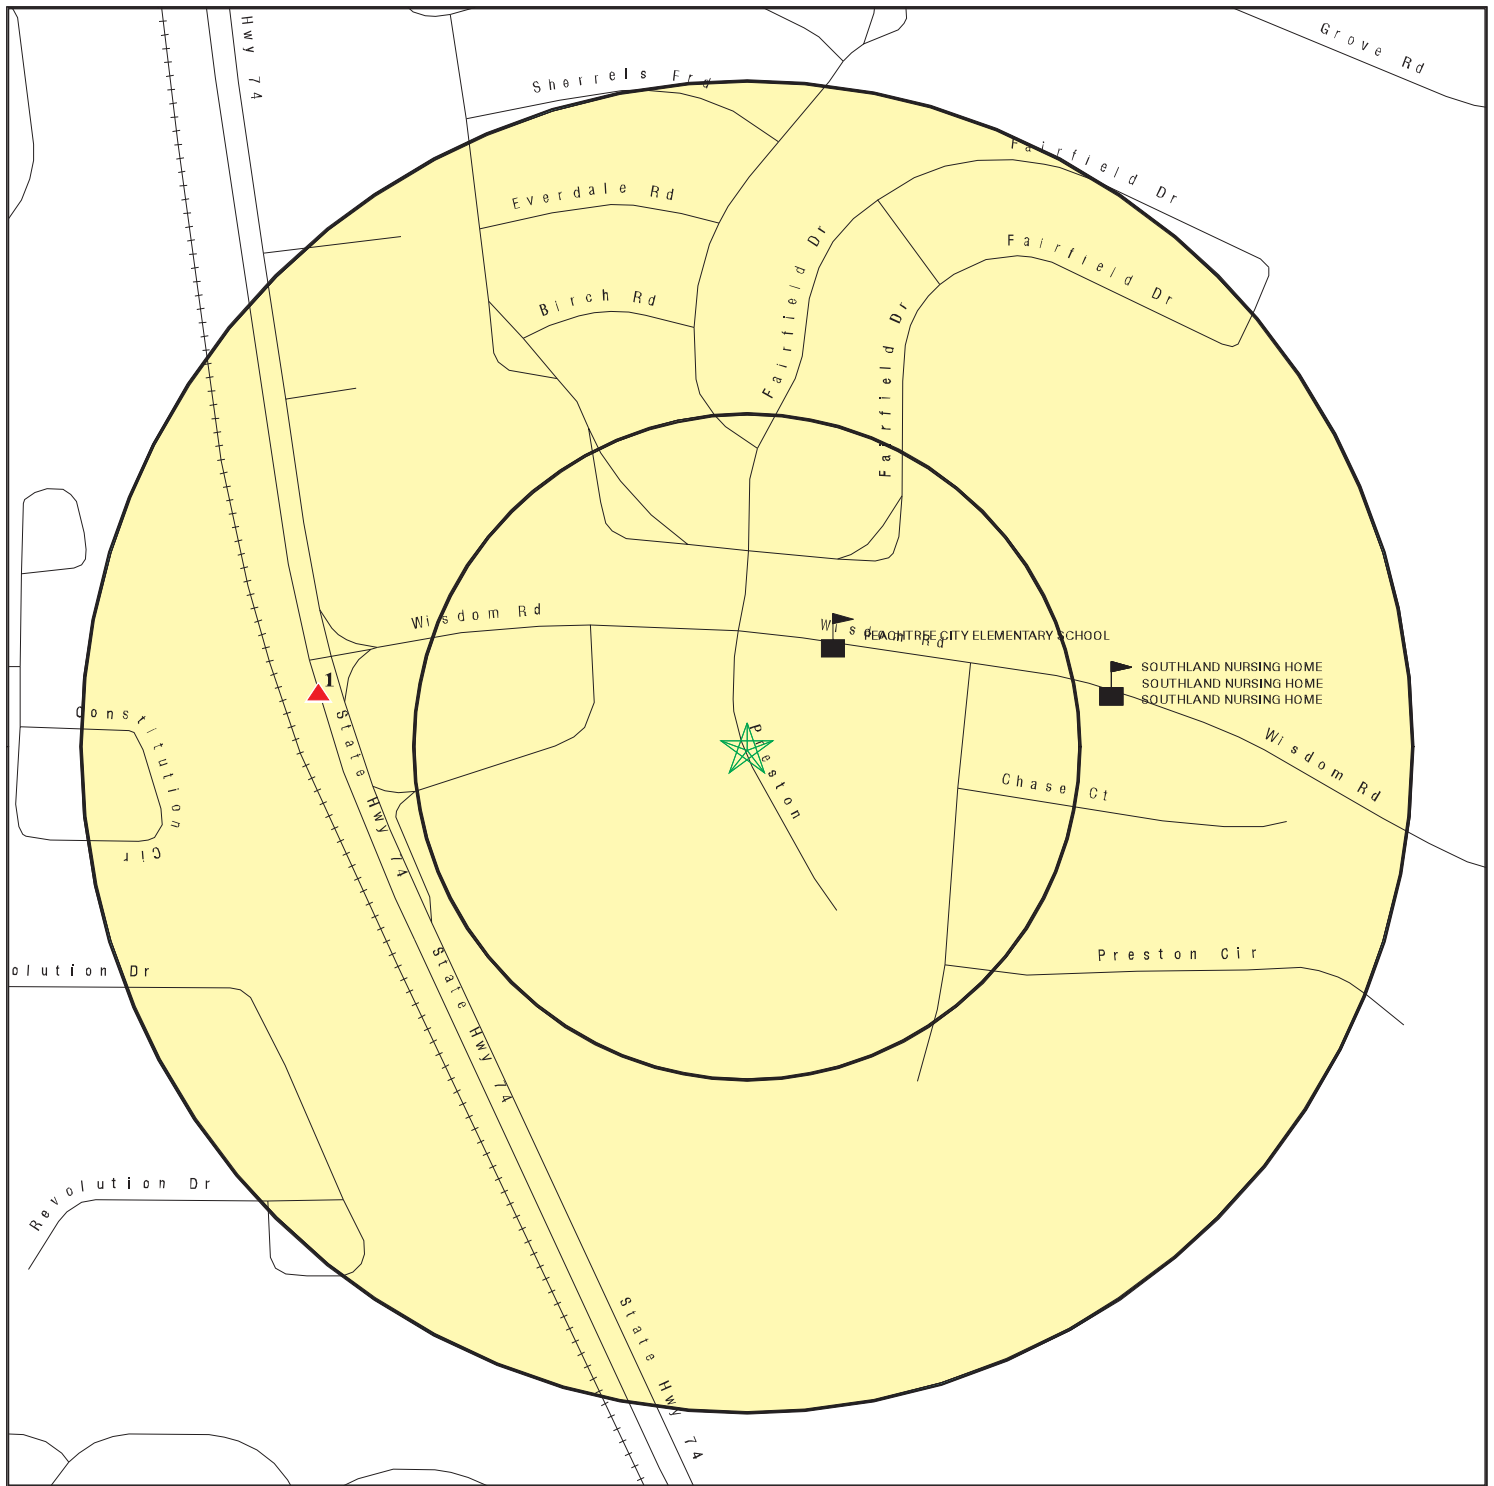 Hwy 74
Grove Rd
Sherrels Frd
Fairfield Dr
Everdale Rd
Fairfield Dr
Fairfield Dr
Birch Rd
Fairfield Dr
Wisdom Rd
Wisdom Rd
PEACHTREE CITY ELEMENTARY SCHOOL
SOUTHLAND NURSING HOME
SOUTHLAND NURSING HOME
SOUTHLAND NURSING HOME
1
Constitution Cir
State Hwy 74
Preston
Wisdom Rd
Chase Ct
State Hwy 74
Preston Cir
olution Dr
Revolution Dr
State Hwy 74